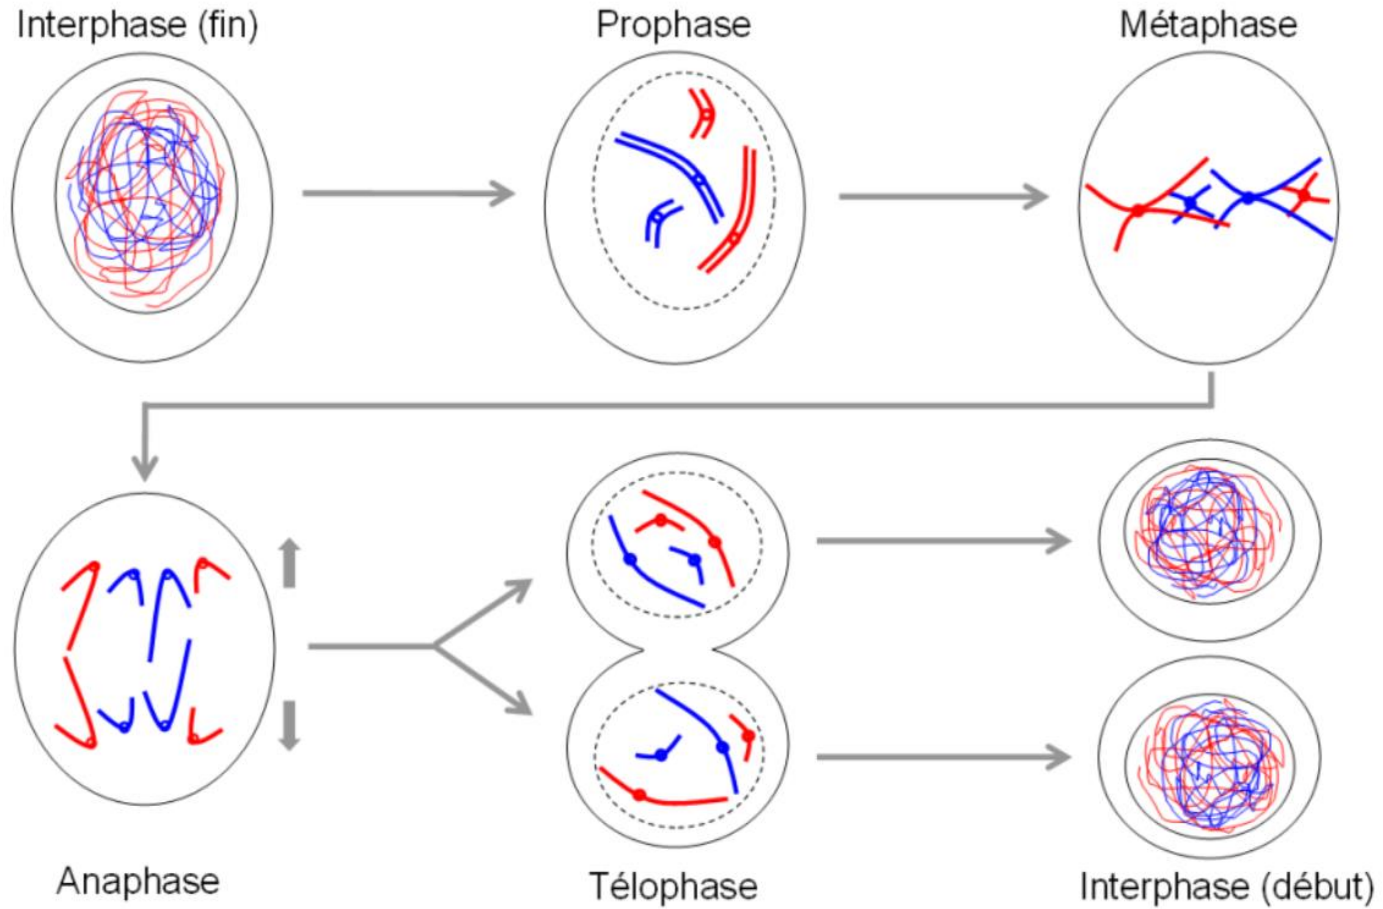 Interphase (fin)
Prophase
Métaphase
Anaphase
Télophase
Interphase (début)